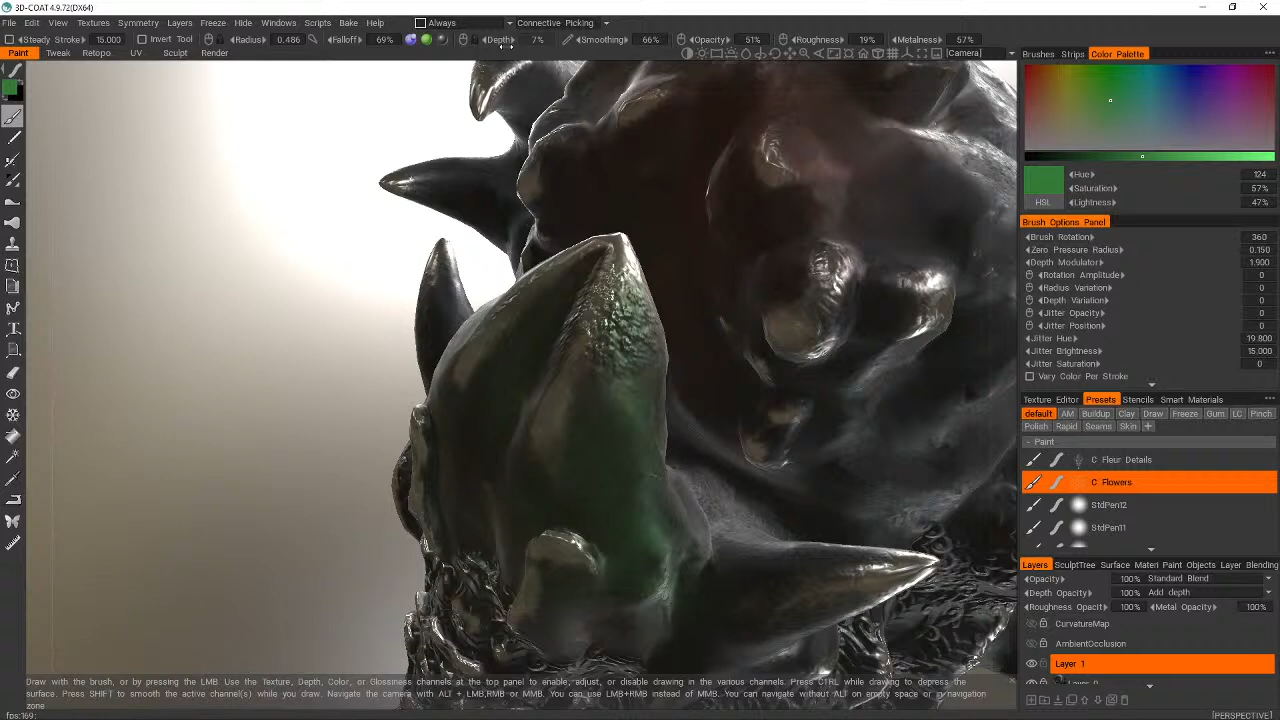 3D-COAT 4.9.72(DX64)
File Edit View Textures Symmetry Layers Freeze Hide Windows Scripts Bake Help Always Connective Picking
Steady Stroke 15.000 Invert Tool Radius 0.486 Falloff 69% Depth 7% Smoothing 66% Opacity 51% Roughness 19% Metalness 57%
Paint Tweak Retopo UV Sculpt Render [Camera] Brushes Strips Color Palette
Hue 124
Saturation 57%
HSL Lightness 47%
Brush Options Panel
Brush Rotation 360
Zero Pressure Radius 0.150
Depth Modulator 1.900
Rotation Amplitude 0
Radius Variation 0
Depth Variation 0
Jitter Opacity 0
Jitter Position 0
Jitter Hue 19.800
Jitter Brightness 15.000
Jitter Saturation 0
Vary Color Per Stroke
Texture Editor Presets Stencils Smart Materials
default AM Buildup Clay Draw Freeze Gum LC Pinch
Polish Rapid Seams Skin +
- Paint
C Fleur Details
C Flowers
StdPen12
StdPen11
Layers SculptTree Surface Materi Paint Objects Layer Blending
Opacity 100% Standard Blend
Depth Opacity 100% Add depth
Roughness Opacit 100% Metal Opacity 100%
CurvatureMap
AmbientOcclusion
Layer 1
Draw with brush, or by pressing the LMB. Use the Texture, Depth, Color, or Glossiness channels at the top panel to enable, adjust, or disable drawing in the various channels. Press CTRL while drawing to depress the
surface. Press SHIFT to smooth the active channel(s) while you draw. Navigate the camera with ALT + LMB,RMB or MMB. You can use LMB+RMB instead of MMB. You can navigate without ALT on empty space or in navigation
zone
fps:169; [PERSPECTIVE]